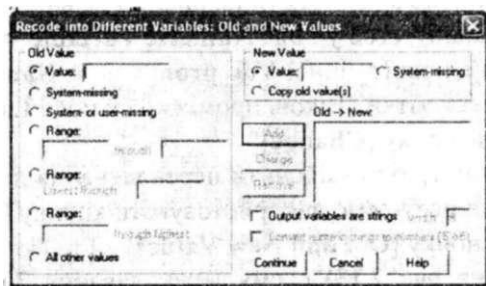 Recode into Different Variables: Old and New Values
Old Value
Value:
System-missing
System- or user-missing
Range:
through
Range:
Lowest through
Range:
through highest
All other values
New Value
Value:
System-missing
Copy old value(s)
Old -> New:
Add
Change
Remove
Output variables are strings
Width:
8
Convert numeric strings to numbers ('5'->5)
Continue
Cancel
Help